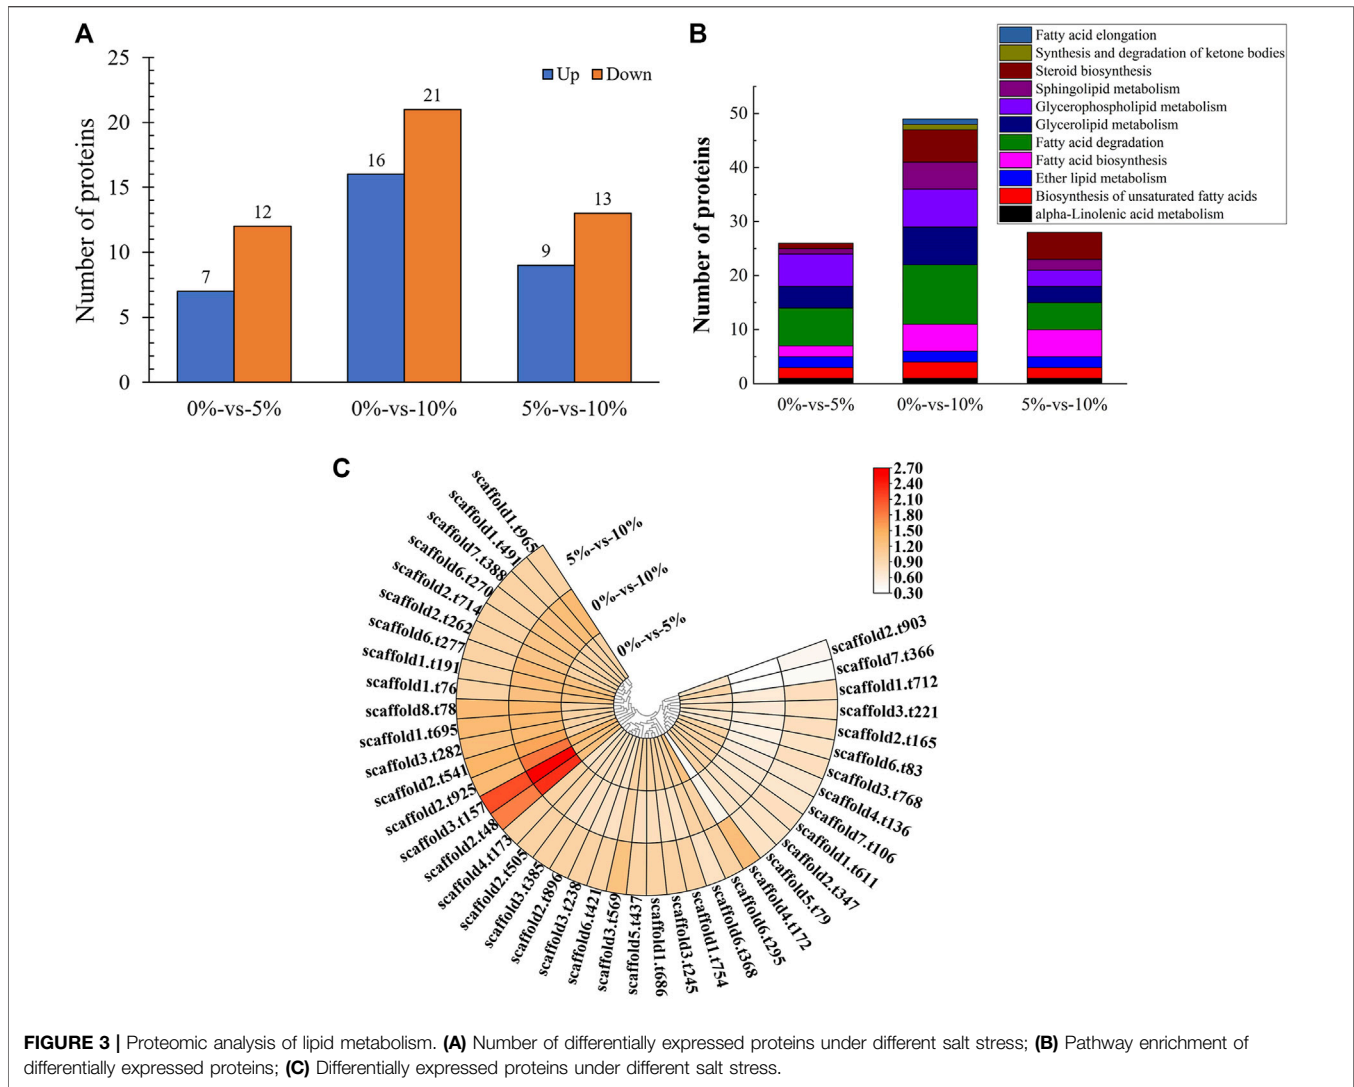 A
25
20
15
10
5
0
Number of proteins
Up
Down
7
12
16
21
9
13
0%-vs-5%
0%-vs-10%
5%-vs-10%
B
Fatty acid elongation
Synthesis and degradation of ketone bodies
Steroid biosynthesis
Sphingolipid metabolism
Glycerophospholipid metabolism
Glycerolipid metabolism
Fatty acid degradation
Fatty acid biosynthesis
Ether lipid metabolism
Biosynthesis of unsaturated fatty acids
alpha-Linolenic acid metabolism
50
40
30
20
10
0
Number of proteins
0%-vs-5%
0%-vs-10%
5%-vs-10%
C
2.70
2.40
2.10
1.80
1.50
1.20
0.90
0.60
0.30
5%-vs-10%
0%-vs-10%
0%-vs-5%
scaffold1.t965
scaffold1.t491
scaffold7.t388
scaffold6.t270
scaffold2.t714
scaffold2.t262
scaffold6.t277
scaffold1.t191
scaffold1.t76
scaffold8.t78
scaffold1.t695
scaffold3.t282
scaffold2.t541
scaffold2.t925
scaffold3.t157
scaffold2.t48
scaffold4.t173
scaffold2.t505
scaffold3.t385
scaffold2.t896
scaffold3.t238
scaffold6.t421
scaffold3.t569
scaffold5.t437
scaffold1.t686
scaffold3.t245
scaffold1.t754
scaffold6.t368
scaffold6.t295
scaffold4.t172
scaffold5.t79
scaffold2.t347
scaffold1.t611
scaffold7.t106
scaffold4.t136
scaffold3.t768
scaffold6.t83
scaffold2.t165
scaffold3.t221
scaffold1.t712
scaffold7.t366
scaffold2.t903
FIGURE 3 | Proteomic analysis of lipid metabolism. (A) Number of differentially expressed proteins under different salt stress; (B) Pathway enrichment of
differentially expressed proteins; (C) Differentially expressed proteins under different salt stress.